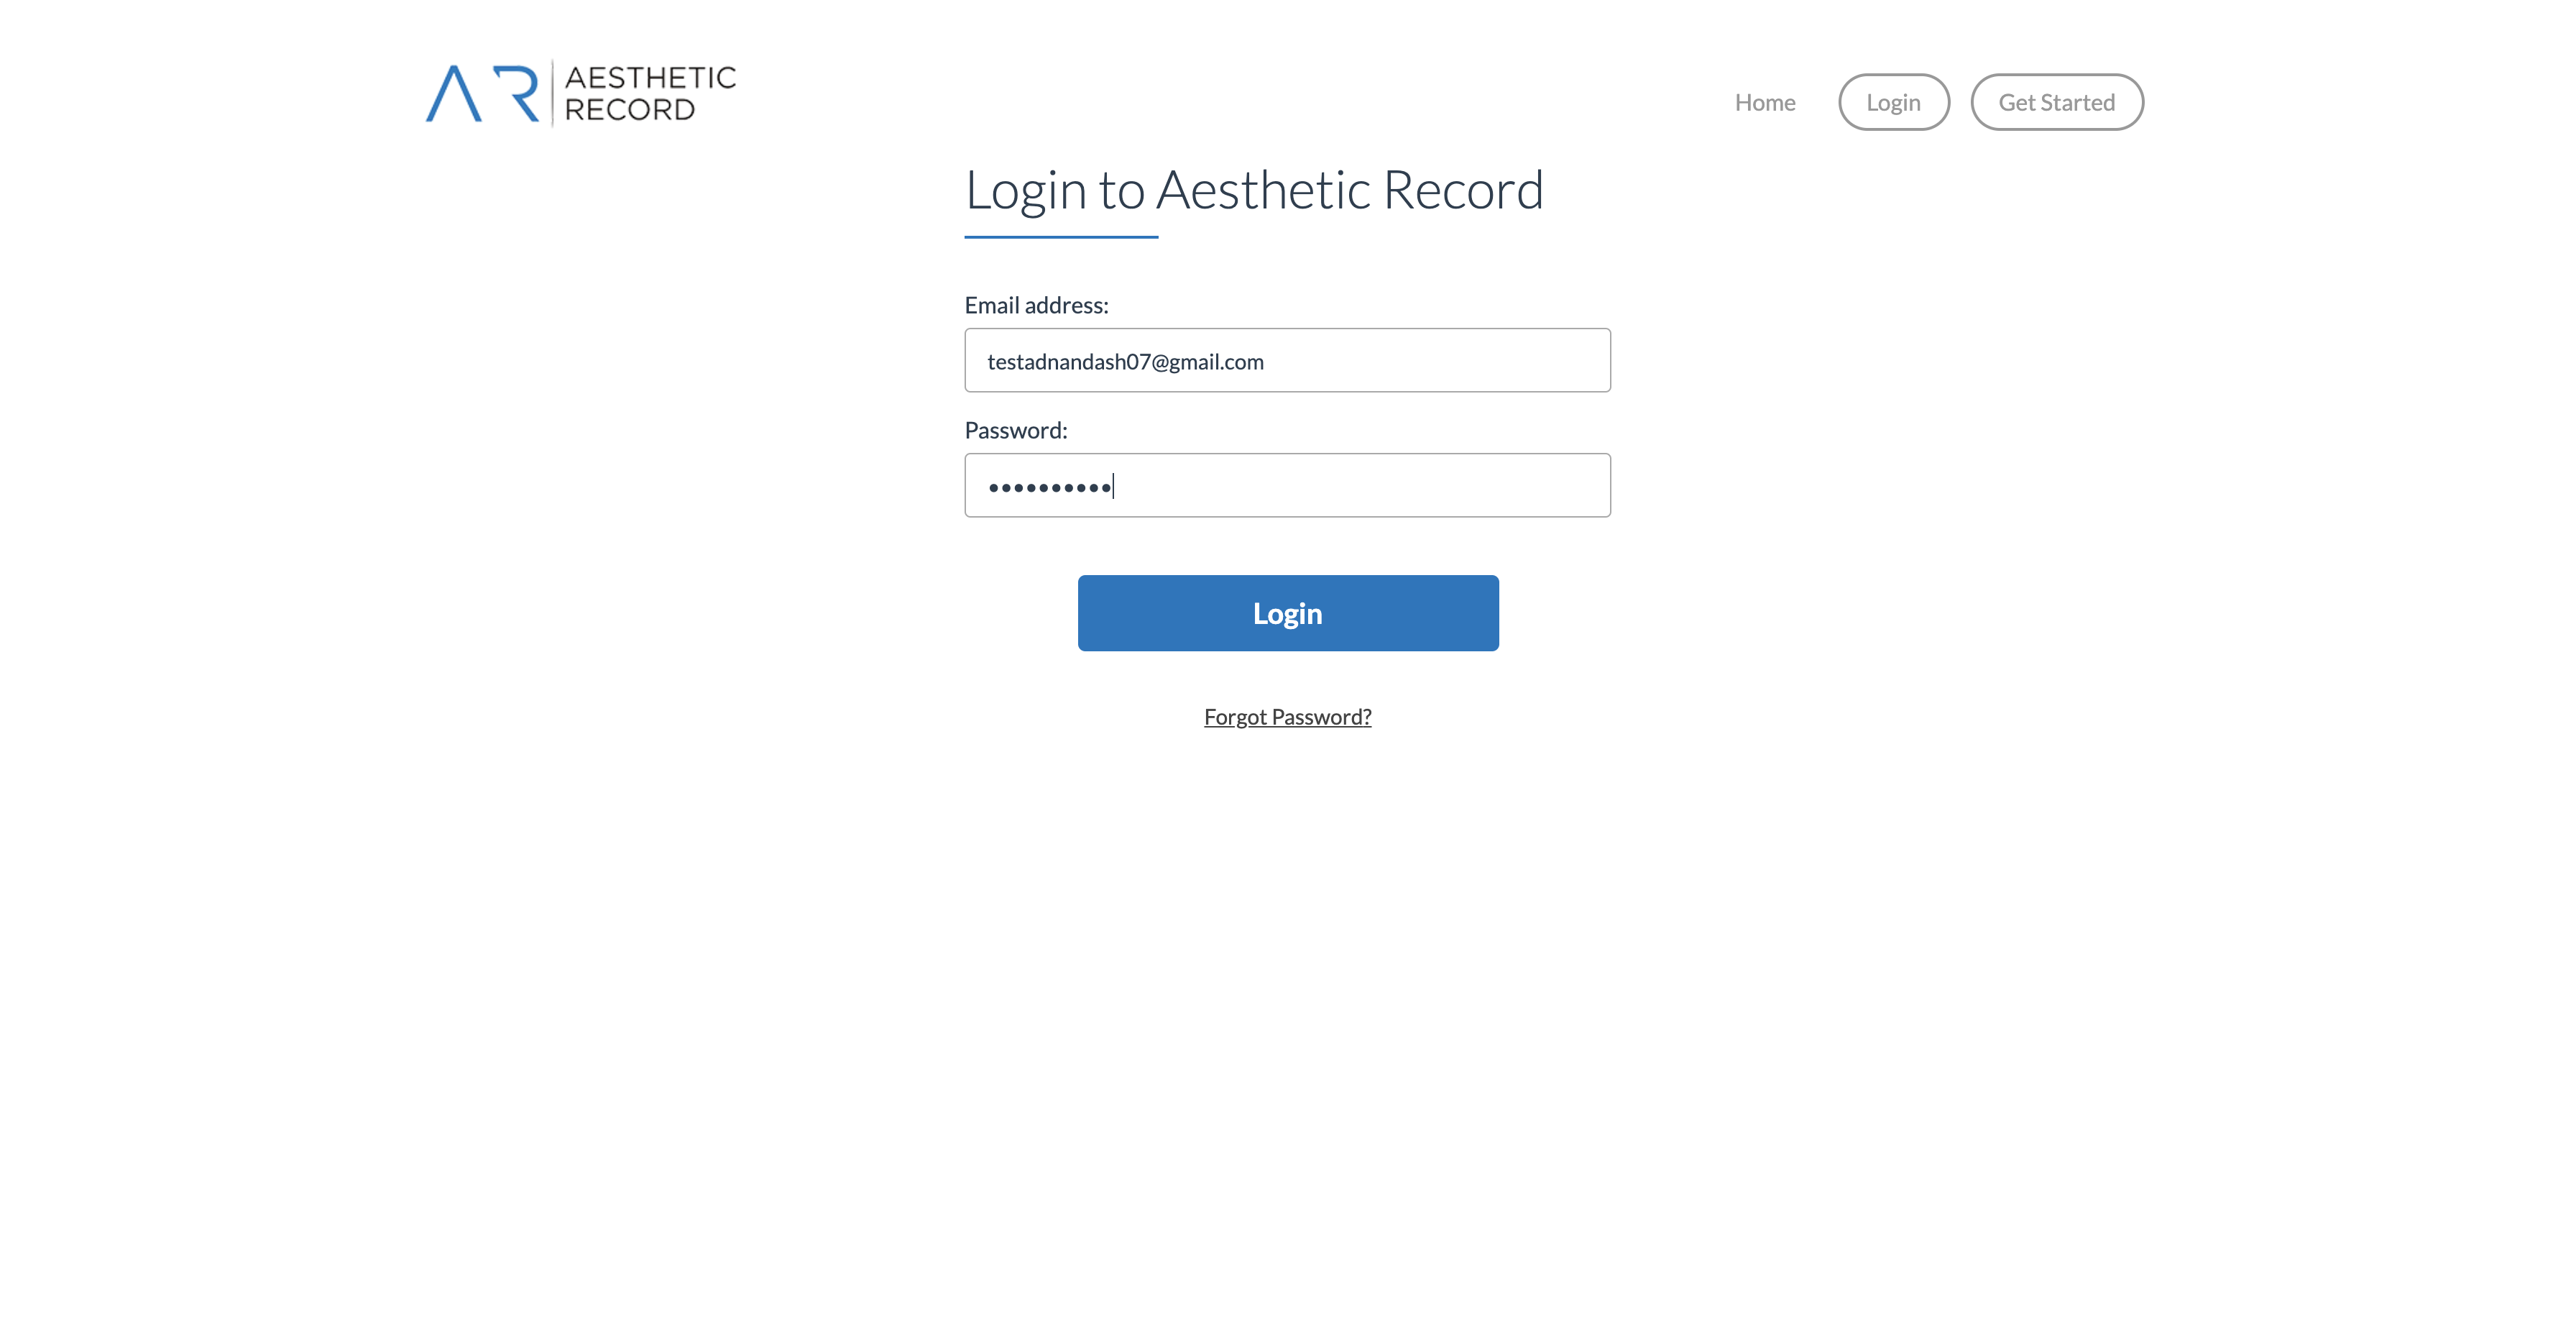 AESTHETIC
RECORD
Home
Login
Get Started
Login to Aesthetic Record
Email address:
testadnandash07@gmail.com
Password:
••••••••••
Login
Forgot Password?